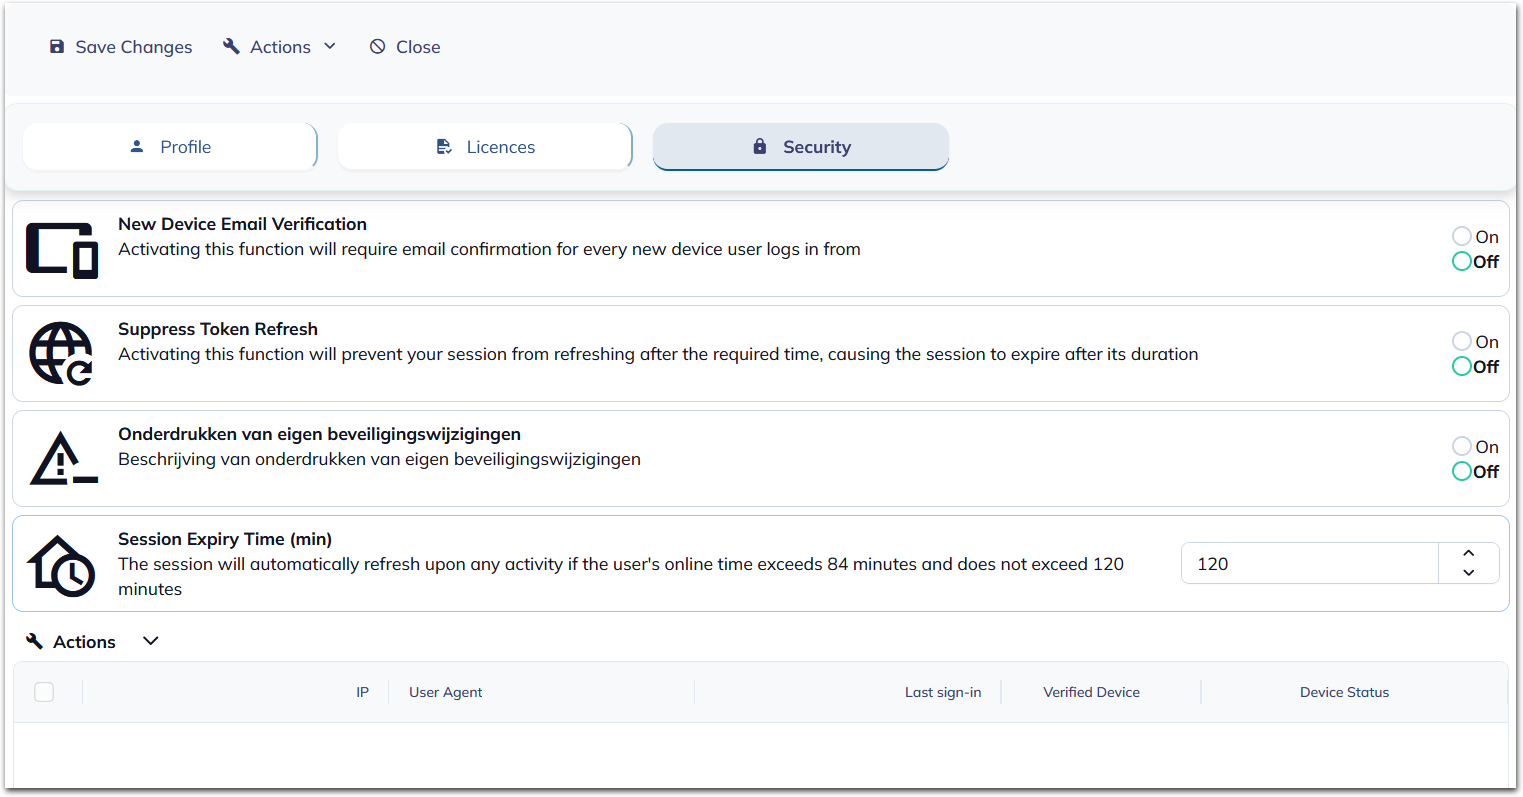 Save Changes Actions Close
Profile Licences Security
New Device Email Verification
Activating this function will require email confirmation for every new device user logs in from
On
Off
Suppress Token Refresh
Activating this function will prevent your session from refreshing after the required time, causing the session to expire after its duration
On
Off
Onderdrukken van eigen beveiligingswijzigingen
Beschrijving van onderdrukken van eigen beveiligingswijzigingen
On
Off
Session Expiry Time (min)
The session will automatically refresh upon any activity if the user's online time exceeds 84 minutes and does not exceed 120
minutes
120
Actions
IP User Agent Last sign-in Verified Device Device Status